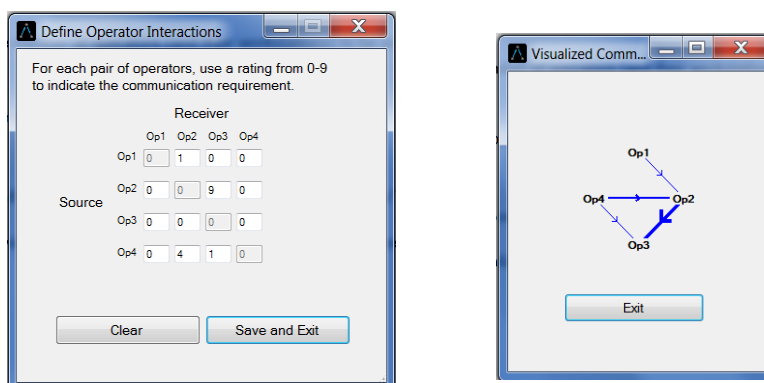 Define Operator Interactions
For each pair of operators, use a rating from 0-9
to indicate the communication requirement.
Receiver
Op1 Op2 Op3 Op4
Op1 0 1 0 0
Op2 0 0 9 0
Source
Op3 0 0 0 0
Op4 0 4 1 0
Clear Save and Exit
Visualized Comm...
Op1
Op4 Op2
Op3
Exit